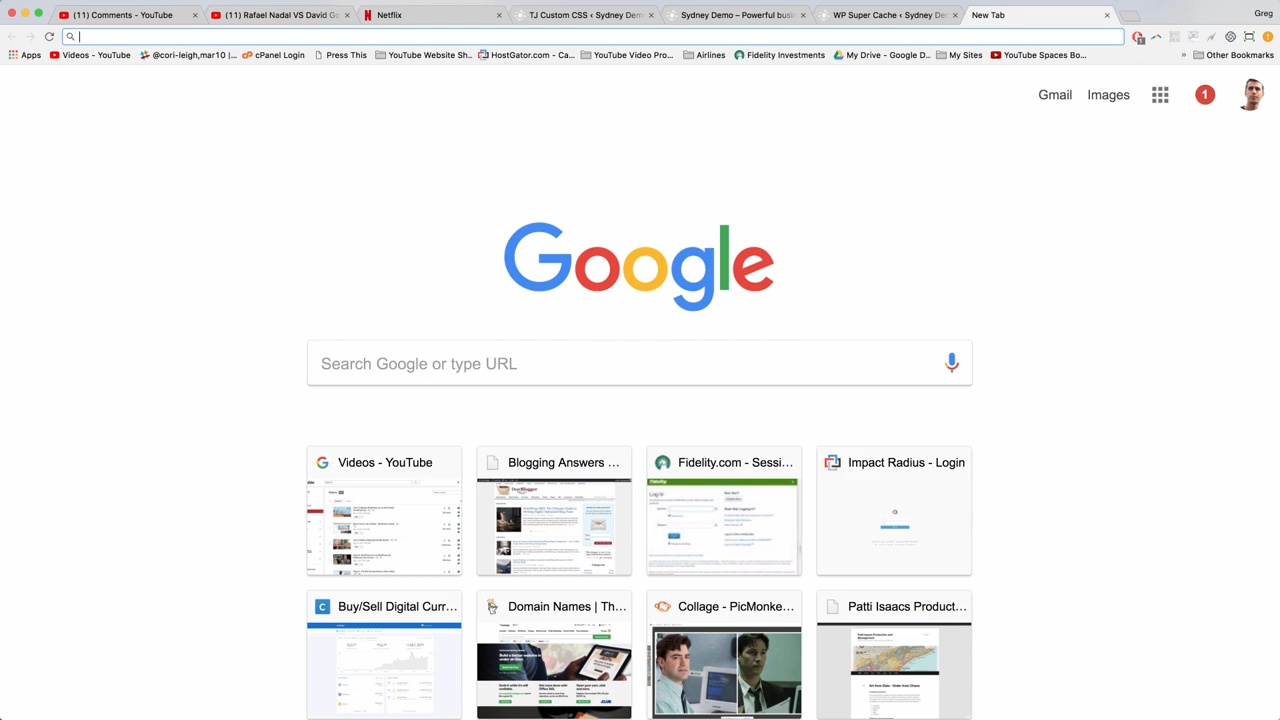 (11) Comments - YouTube
(11) Rafael Nadal VS David Go
Netflix
TJ Custom CSS ‹ Sydney Dem
Sydney Demo – Powerful busi
WP Super Cache ‹ Sydney De
New Tab
Greg
Apps
Videos - YouTube
@cori-leigh,mar10 |...
cPanel Login
Press This
YouTube Website Sh..
HostGator.com - Ca...
YouTube Video Pro...
Airlines
Fidelity Investments
My Drive - Google D...
My Sites
YouTube Spaces Bo...
»
Other Bookmarks
Gmail
Images
1
Google
Search Google or type URL
Videos - YouTube
Blogging Answers ...
Fidelity.com - Sessi...
Impact Radius - Login
Buy/Sell Digital Curr...
Domain Names | Th...
Collage - PicMonke...
Patti Isaacs Product...